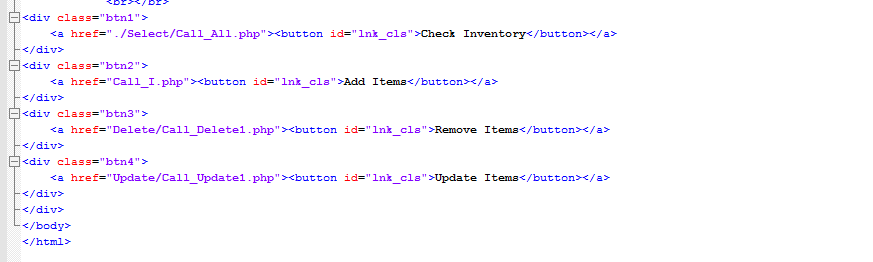 <br></br>
<div class="btn1">
<a href="./Select/Call_All.php"><button id="lnk_cls">Check Inventory</button></a>
</div>
<div class="btn2">
<a href="Call_I.php"><button id="lnk_cls">Add Items</button></a>
</div>
<div class="btn3">
<a href="Delete/Call_Delete1.php"><button id="lnk_cls">Remove Items</button></a>
</div>
<div class="btn4">
<a href="Update/Call_Update1.php"><button id="lnk_cls">Update Items</button></a>
</div>
</div>
</body>
</html>